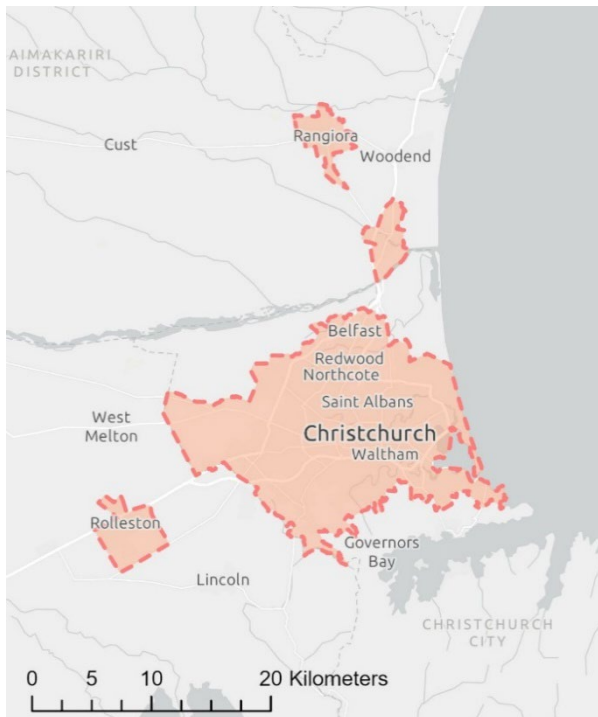 AIMAKARIRI
DISTRICT
Rangiora
Cust
Woodend
Belfast
Redwood
Northcote
Saint Albans
West
Melton
Christchurch
Waltham
Rolleston
Governors
Bay
Lincoln
CHRISTCHURCH
CITY
0 5 10 20 Kilometers